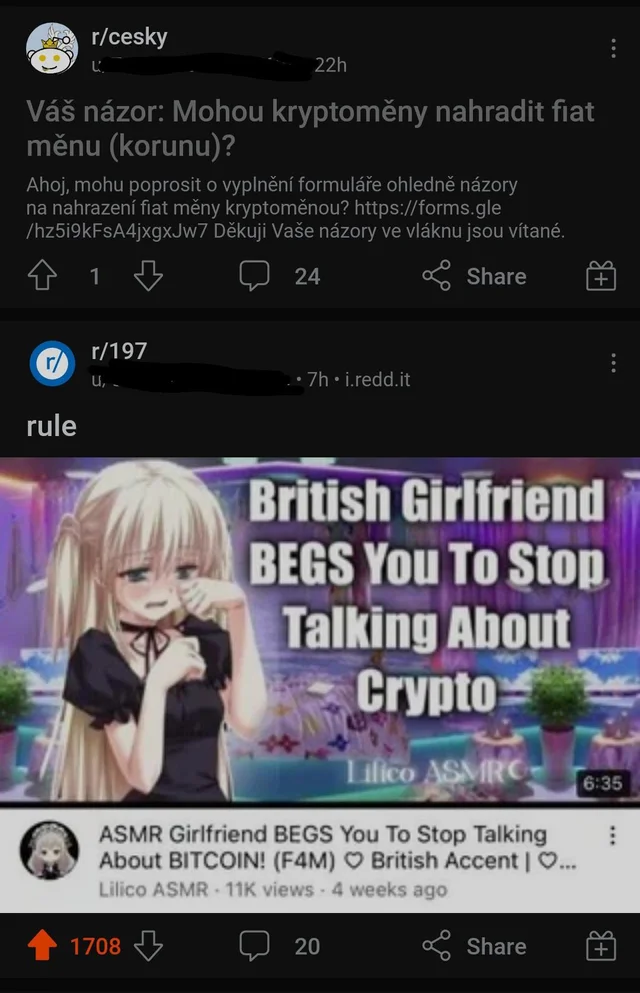 r/cesky
22h
Váš názor: Mohou kryptoměny nahradit fiat
měnu (korunu)?
Ahoj, mohu poprosit o vyplnění formuláře ohledně názory
na nahrazení fiat měny kryptoměnou? https://forms.gle
/hz5i9kFsA4jxgxJw7 Děkuji Vaše názory ve vláknu jsou vítané.
1 24 Share
r/
r/197
u/ • 7h • i.redd.it
rule
British Girlfriend
BEGS You To Stop
Talking About
Crypto
Lilico ASMR
6:35
ASMR Girlfriend BEGS You To Stop Talking
About BITCOIN! (F4M) ♡ British Accent | ♡...
Lilico ASMR · 11K views · 4 weeks ago
1708 20 Share